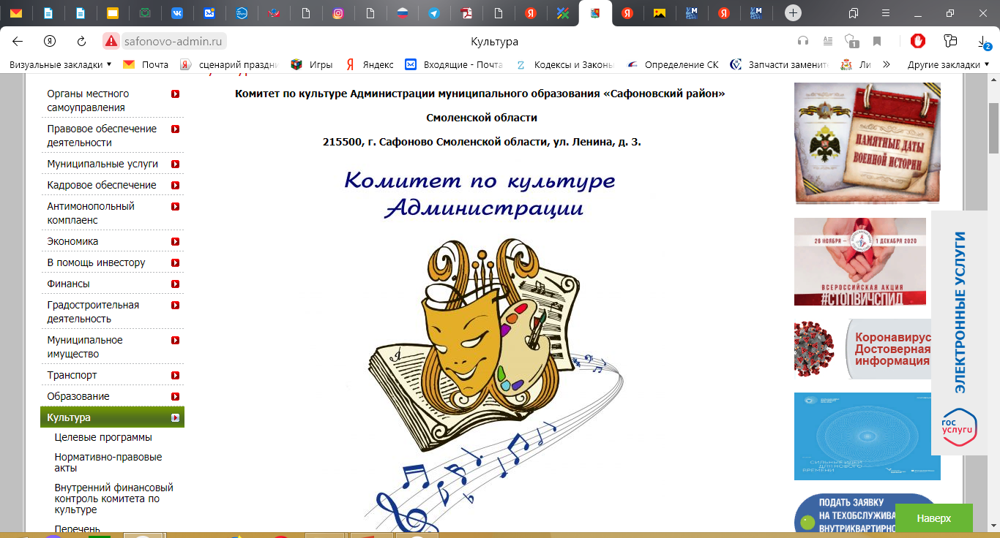 safonovo-admin.ru
Культура
1
2
Визуальные закладки
Почта
сценарий праздни
Игры
Яндекс
Входящие - Почта
Кодексы и Законы
Определение СК
Запчасти заменит
Ли
Другие закладки
Органы местного
самоуправления
Правовое обеспечение
деятельности
Муниципальные услуги
Кадровое обеспечение
Антимонопольный
комплаенс
Экономика
В помощь инвестору
Финансы
Градостроительная
деятельность
Муниципальное
имущество
Транспорт
Образование
Культура
Целевые программы
Нормативно-правовые
акты
Внутренний финансовый
контроль комитета по
культуре
Перечень
Комитет по культуре Администрации муниципального образования «Сафоновский район»
Смоленской области
215500, г. Сафоново Смоленской области, ул. Ленина, д. 3.
Комитет по культуре
Администрации
ПАМЯТНЫЕ ДАТЫ
ВОЕННОЙ ИСТОРИИ
26 НОЯБРЯ – 1 ДЕКАБРЯ 2020
ВСЕРОССИЙСКАЯ АКЦИЯ
#СТОПВИЧСПИД
Коронавирус
Достоверная
информация
СИЛЬНЫЕ ИДЕИ
ДЛЯ НОВОГО
ВРЕМЕНИ
ПОДАТЬ ЗАЯВКУ
НА ТЕХОБСЛУЖИВА
ВНУТРИКВАРТИРНО
ЭЛЕКТРОННЫЕ УСЛУГИ
гос
услуги
Наверх